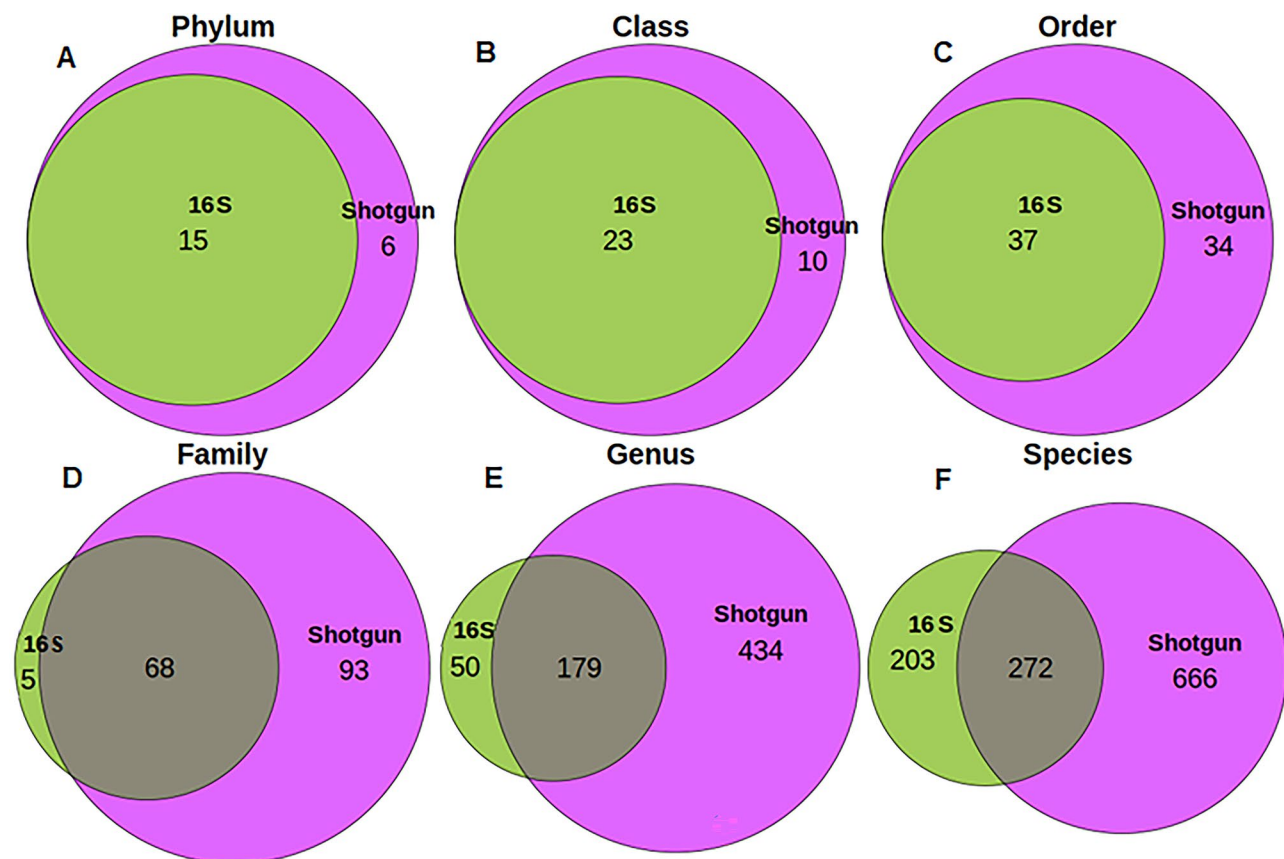 Phylum
A
16S
15
Shotgun
6
Class
B
16S
23
Shotgun
10
Order
C
16S
37
Shotgun
34
Family
D
16S
5
68
Shotgun
93
Genus
E
16S
50
179
Shotgun
434
Species
F
16S
203
272
Shotgun
666